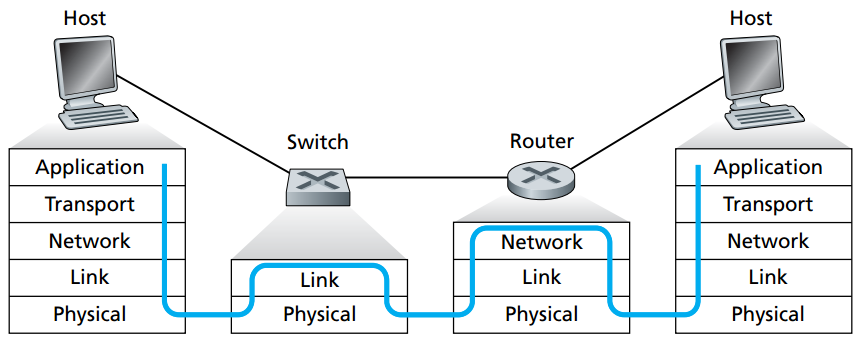 Host
Host
Switch
Router
Application
Transport
Network
Link
Physical
Link
Physical
Network
Link
Physical
Application
Transport
Network
Link
Physical